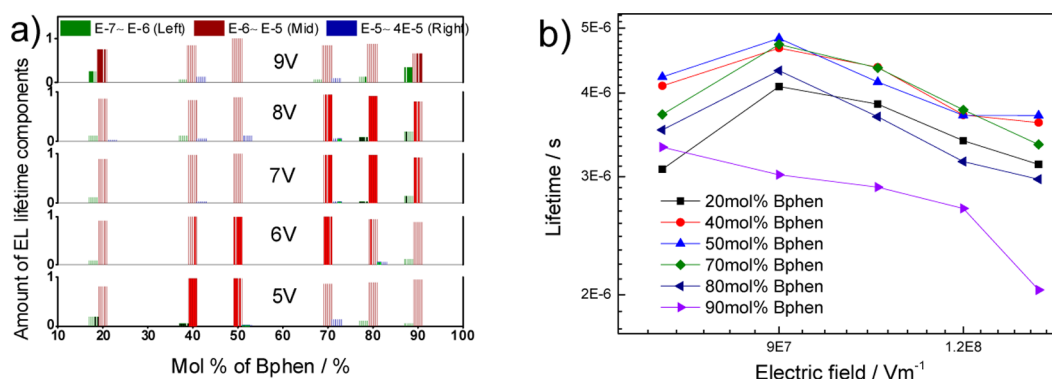 a)
E-7~ E-6 (Left) E-6~ E-5 (Mid) E-5~ 4E-5 (Right)
Amount of EL lifetime components
1
9V
0
1
8V
0
1
7V
0
1
6V
0
1
5V
0
10 20 30 40 50 60 70 80 90 100
Mol % of Bphen / %
b)
Lifetime / s
5E-6
4E-6
3E-6
2E-6
20mol% Bphen
40mol% Bphen
50mol% Bphen
70mol% Bphen
80mol% Bphen
90mol% Bphen
9E7 1.2E8
Electric field / Vm⁻¹